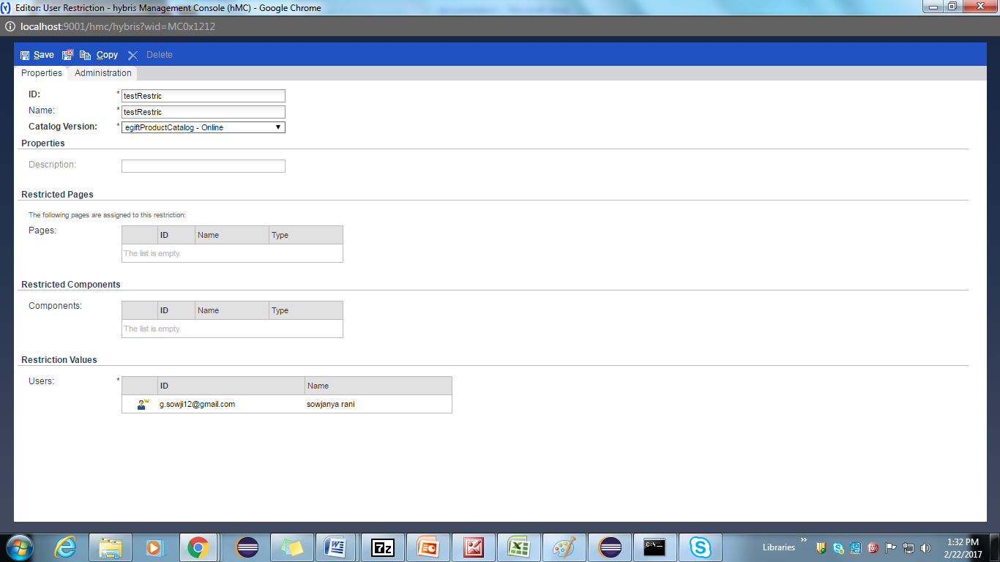 Editor: User Restriction - hybris Management Console (hMC) - Google Chrome
localhost:9001/hmc/hybris?wid=MC0x1212
Save Copy Delete
Properties Administration
ID: * testRestric
Name: * testRestric
Catalog Version: * egiftProductCatalog - Online
Properties
Description:
Restricted Pages
The following pages are assigned to this restriction:
Pages: ID Name Type
The list is empty.
Restricted Components
Components: ID Name Type
The list is empty.
Restriction Values
Users: * ID Name
g.sowji12@gmail.com sowjanya rani
Libraries » 1:32 PM
2/22/2017